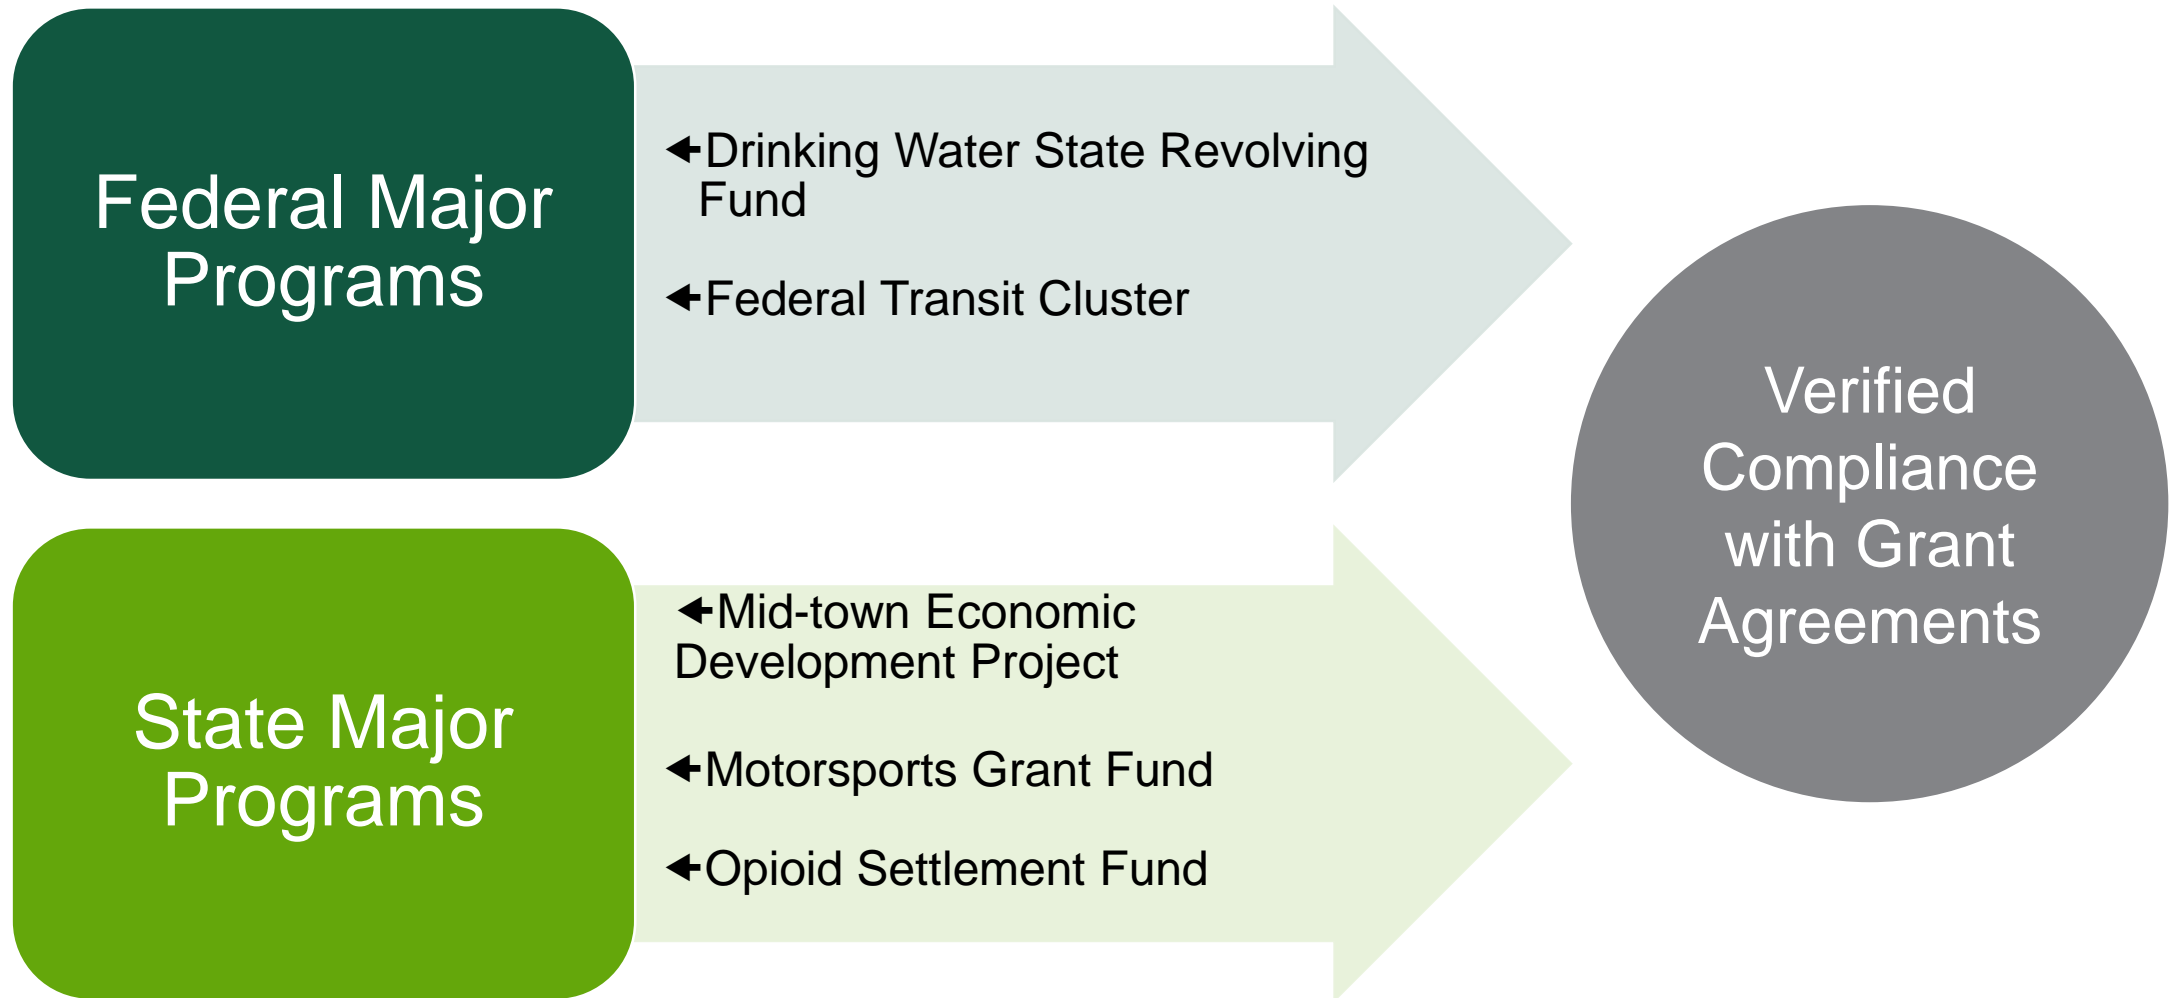 Federal Major
Programs
Drinking Water State Revolving
Fund
Federal Transit Cluster
State Major
Programs
Mid-town Economic
Development Project
Motorsports Grant Fund
Opioid Settlement Fund
Verified
Compliance
with Grant
Agreements